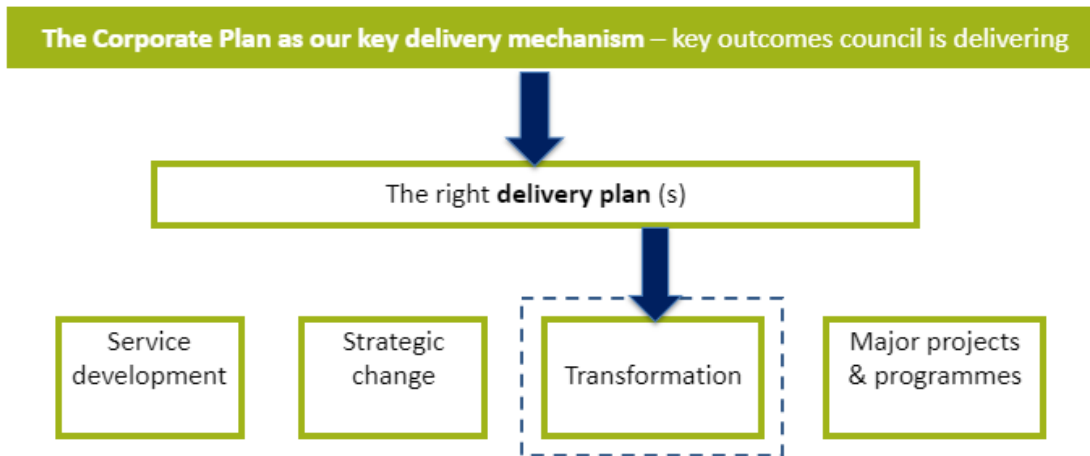 The Corporate Plan as our key delivery mechanism – key outcomes council is delivering
The right delivery plan (s)
Service
development
Strategic
change
Transformation
Major projects
& programmes